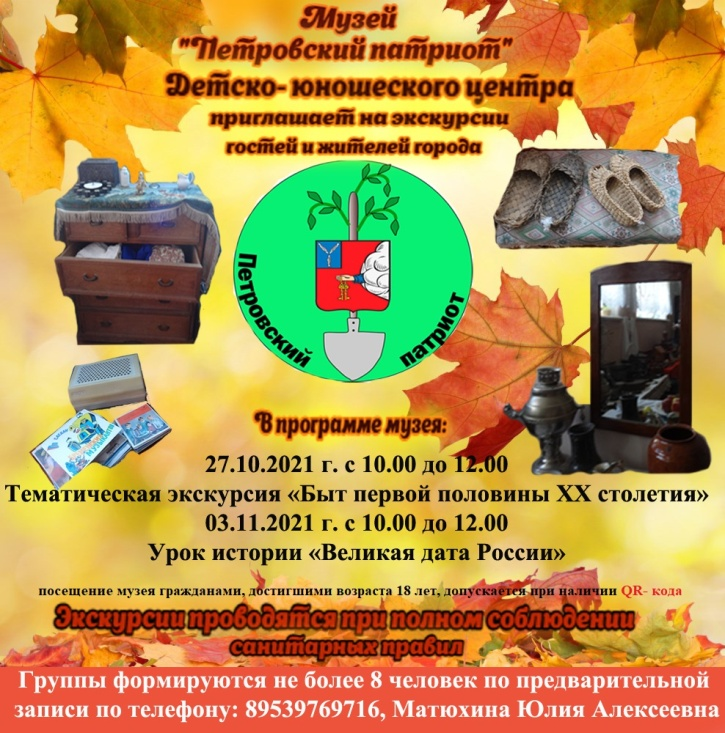 Музей
"Петровский патриот"
Детско- юношеского центра
приглашает на экскурсии
гостей и жителей города
Петровский патриот
В программе музея:
27.10.2021 г. с 10.00 до 12.00
Тематическая экскурсия «Быт первой половины XX столетия»
03.11.2021 г. с 10.00 до 12.00
Урок истории «Великая дата России»
посещение музея гражданами, достигшими возраста 18 лет, допускается при наличии QR- кода
Экскурсии проводятся при полном соблюдении
санитарных правил
Группы формируются не более 8 человек по предварительной
записи по телефону: 89539769716, Матюхина Юлия Алексеевна